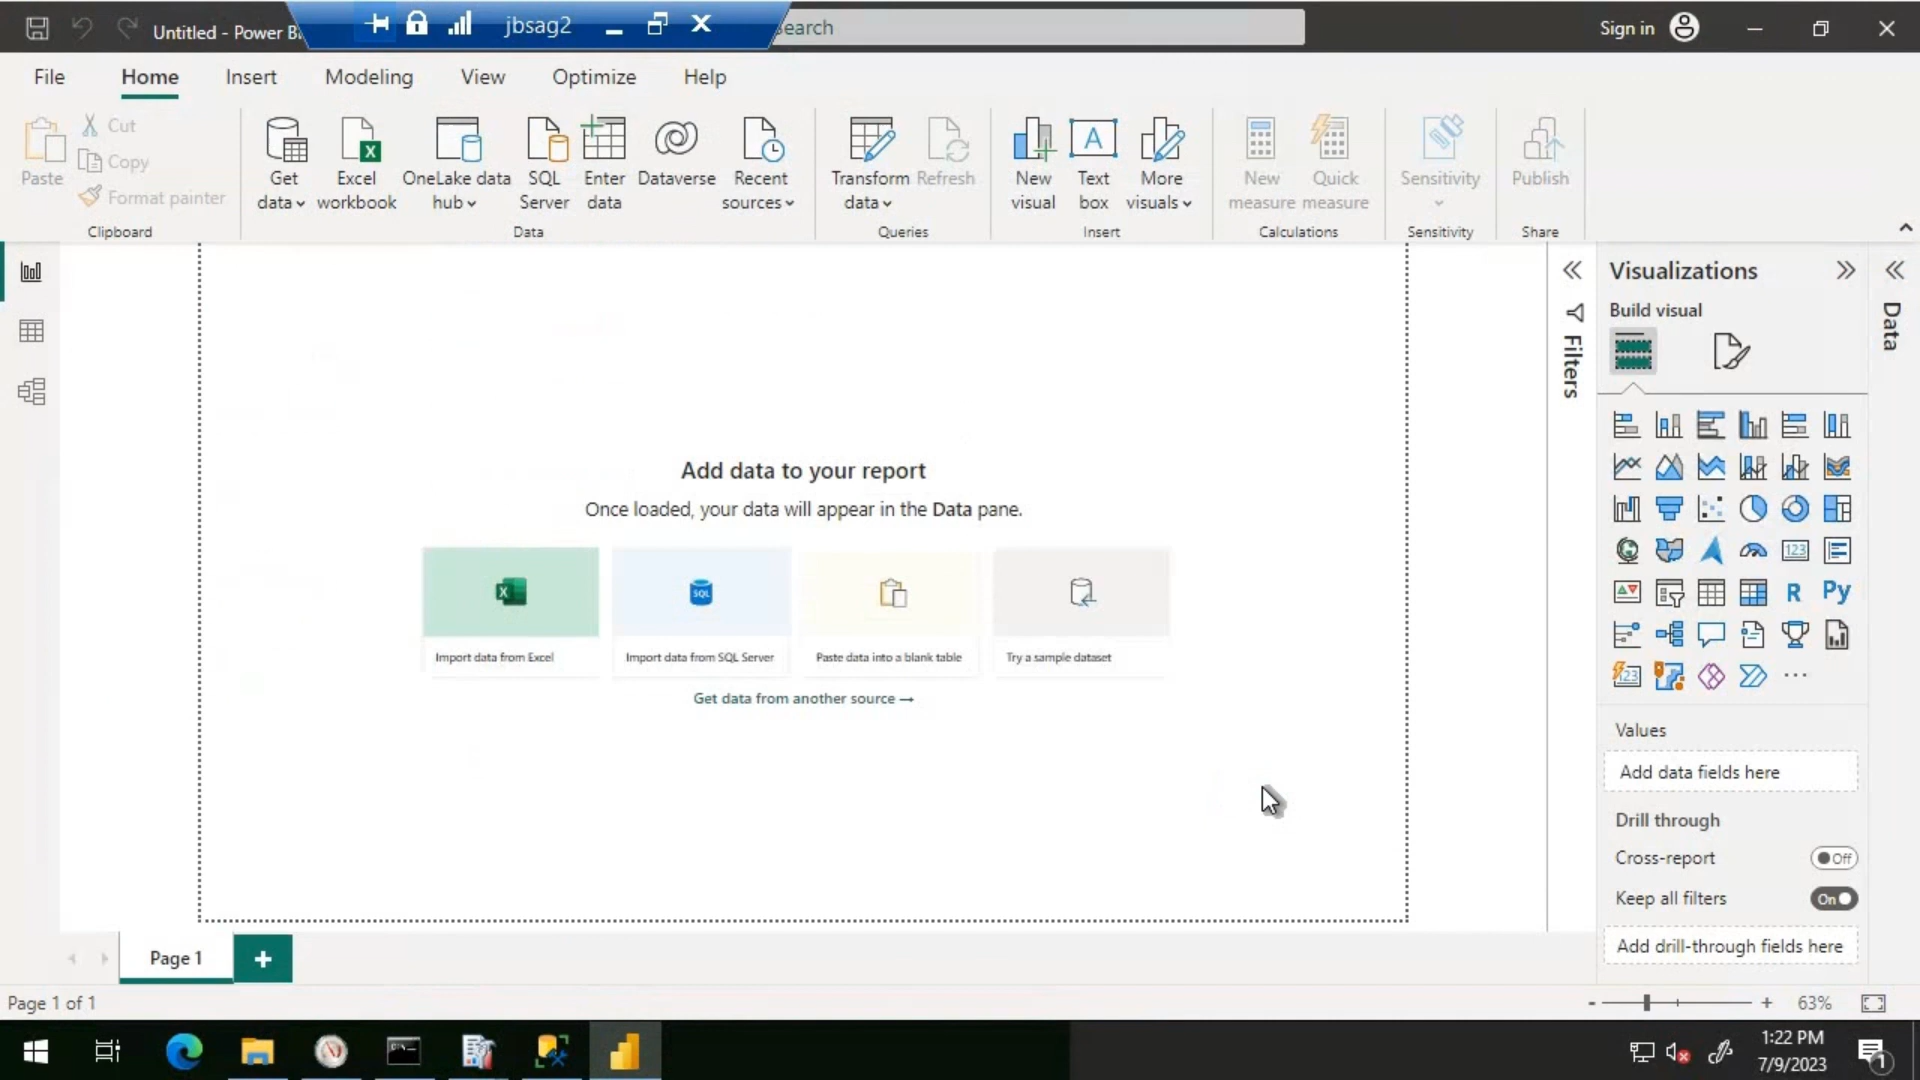 Untitled - Power B
jbsag2
earch
Sign in
File
Home
Insert
Modeling
View
Optimize
Help
Paste
Cut
Copy
Format painter
Clipboard
Get data
Excel workbook
OneLake data hub
SQL Server
Enter data
Dataverse
Recent sources
Data
Transform data
Refresh
Queries
New visual
Text box
More visuals
Insert
New measure
Quick measure
Calculations
Sensitivity
Sensitivity
Publish
Share
Add data to your report
Once loaded, your data will appear in the Data pane.
SQL
Import data from Excel
Import data from SQL Server
Paste data into a blank table
Try a sample dataset
Get data from another source →
Filters
Visualizations
Build visual
Data
123
R
Py
123
Values
Add data fields here
Drill through
Cross-report
Off
Keep all filters
On
Add drill-through fields here
Page 1
Page 1 of 1
- + 63%
1:22 PM
7/9/2023
1